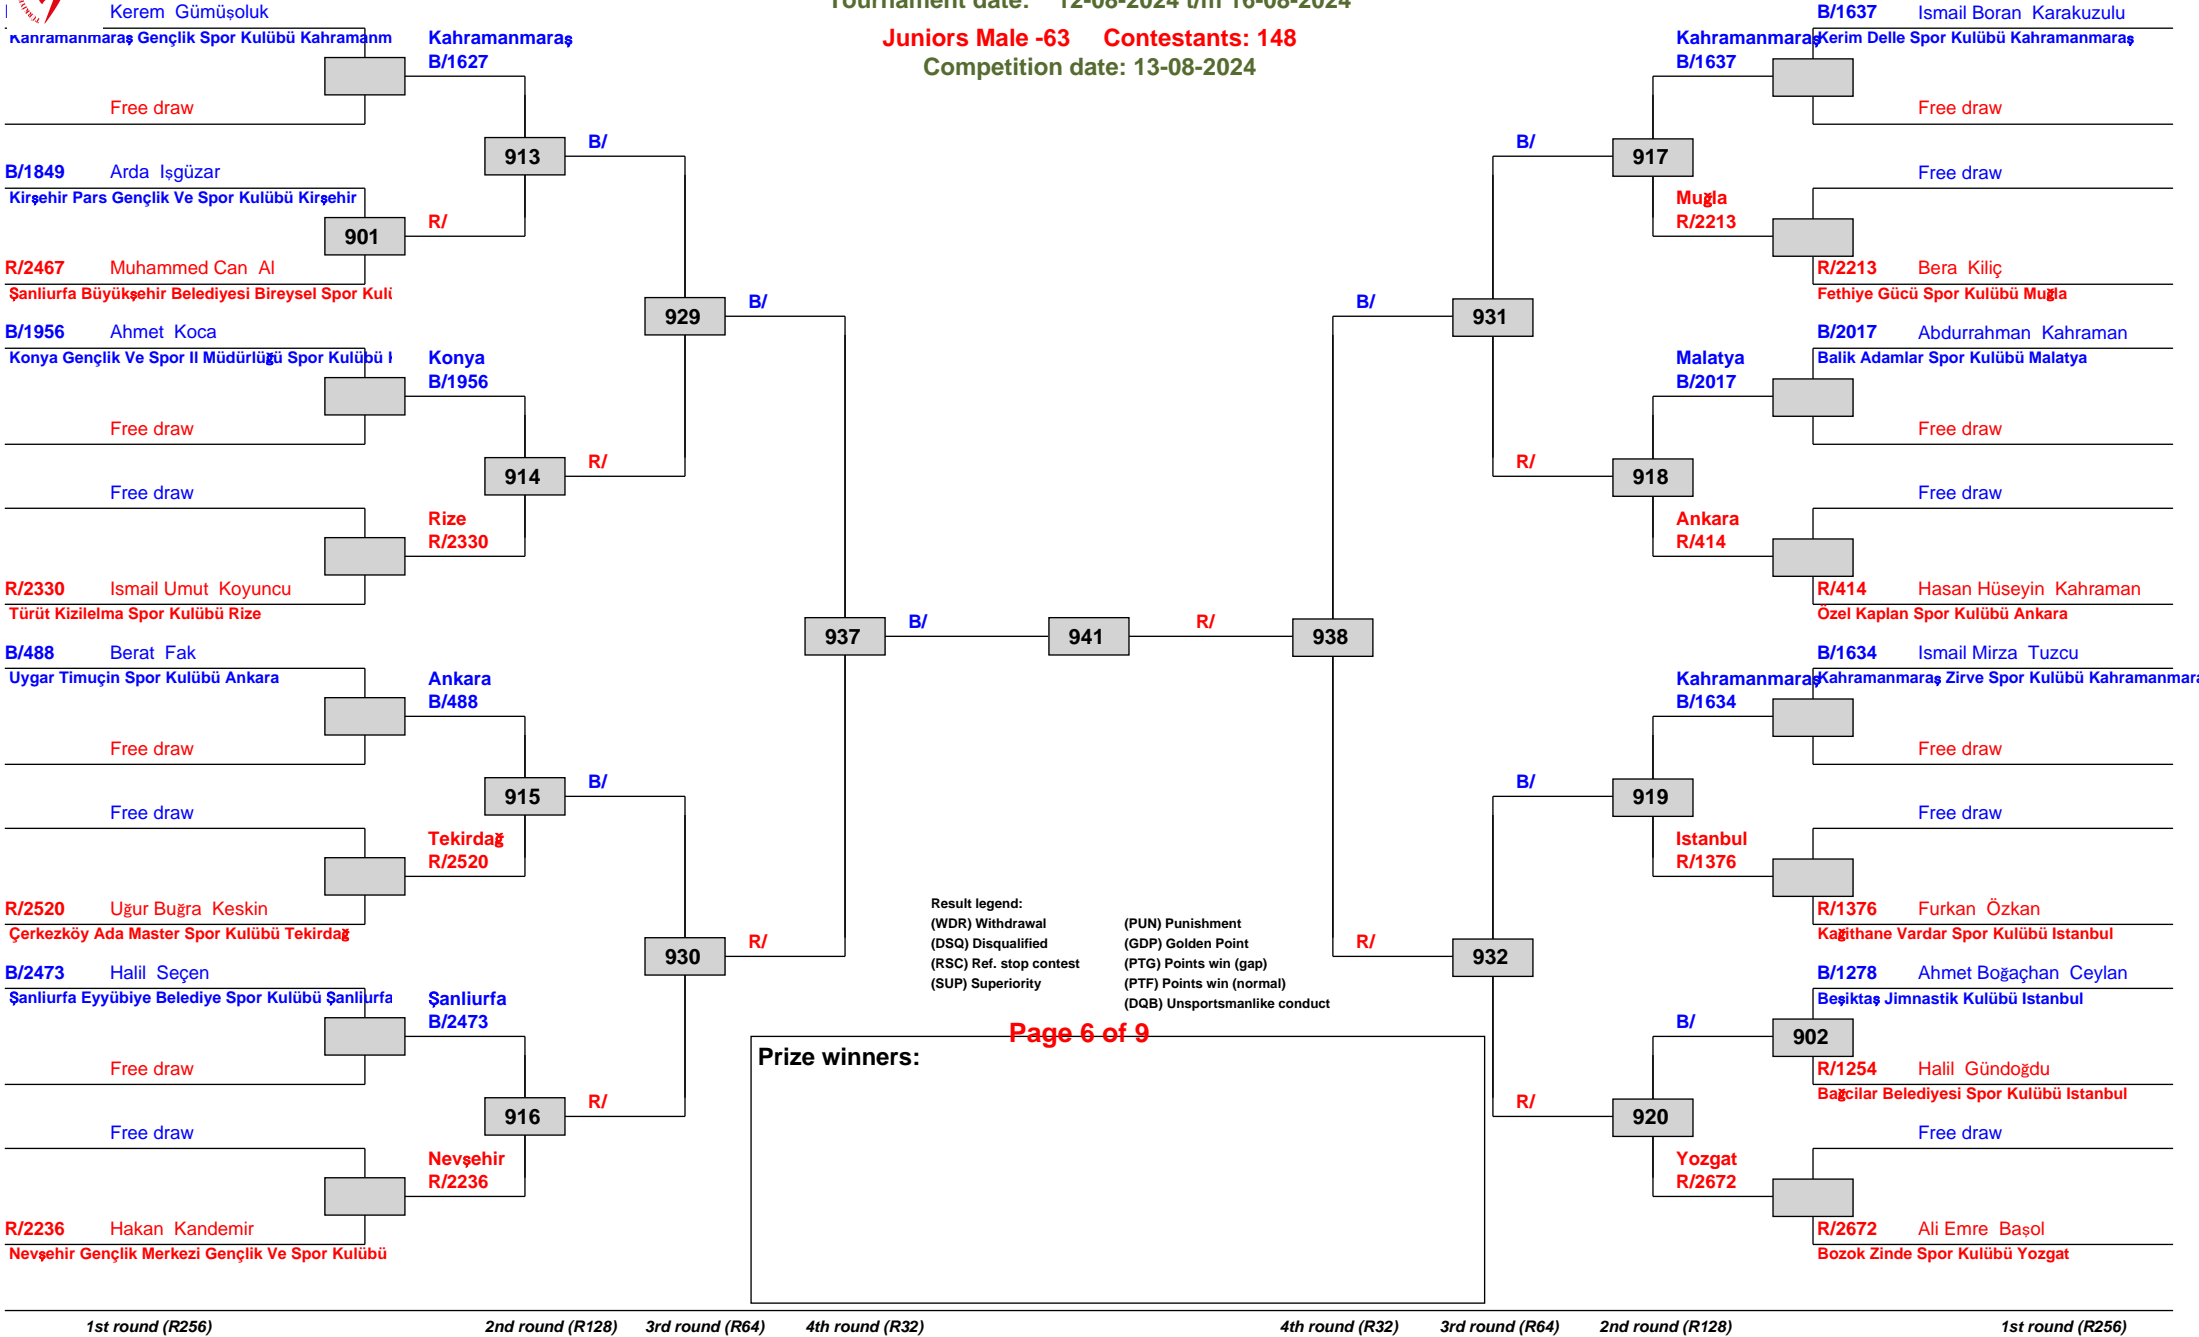 Kerem Gümüşoluk
Kahramanmaraş Gençlik Spor Kulübü Kahramanm
Kahramanmaraş
B/1627
Free draw
B/1849 Arda Işgüzar
Kirşehir Pars Gençlik Ve Spor Kulübü Kirşehir
913
B/
901
R/
R/2467 Muhammed Can Al
Şanliurfa Büyükşehir Belediyesi Bireysel Spor Kulü
B/1956 Ahmet Koca
Konya Gençlik Ve Spor Il Müdürlüğü Spor Kulübü
929
B/
Konya
B/1956
Free draw
914
R/
Free draw
Rize
R/2330
R/2330 Ismail Umut Koyuncu
Türüt Kizilelma Spor Kulübü Rize
937
B/
941
B/488 Berat Fak
Uygar Timuçin Spor Kulübü Ankara
Ankara
B/488
Free draw
915
B/
Free draw
Tekirdağ
R/2520
R/2520 Uğur Buğra Keskin
Çerkezköy Ada Master Spor Kulübü Tekirdağ
930
R/
B/2473 Halil Seçen
Şanliurfa Eyyübiye Belediye Spor Kulübü Şanliurfa
Şanliurfa
B/2473
Free draw
916
R/
Free draw
Nevşehir
R/2236
R/2236 Hakan Kandemir
Nevşehir Gençlik Merkezi Gençlik Ve Spor Kulübü
Tournament date: 12-08-2024 t/m 16-08-2024
Juniors Male -63 Contestants: 148
Competition date: 13-08-2024
B/1637 Ismail Boran Karakuzulu
Kerim Delle Spor Kulübü Kahramanmaraş
Kahramanmaraş
B/1637
Free draw
B/
917
Free draw
Muğla
R/2213
R/2213 Bera Kiliç
Fethiye Gücü Spor Kulübü Muğla
B/
931
B/2017 Abdurrahman Kahraman
Balik Adamlar Spor Kulübü Malatya
Malatya
B/2017
Free draw
R/
918
Free draw
Ankara
R/414
R/414 Hasan Hüseyin Kahraman
Özel Kaplan Spor Kulübü Ankara
R/
938
B/1634 Ismail Mirza Tuzcu
Kahramanmaraş Zirve Spor Kulübü Kahramanmara
Kahramanmaraş
B/1634
Free draw
B/
919
Free draw
Istanbul
R/1376
R/1376 Furkan Özkan
Kağithane Vardar Spor Kulübü Istanbul
R/
932
B/1278 Ahmet Boğaçhan Ceylan
Beşiktaş Jimnastik Kulübü Istanbul
B/
902
R/1254 Halil Gündoğdu
Bağcilar Belediyesi Spor Kulübü Istanbul
R/
920
Free draw
Yozgat
R/2672
R/2672 Ali Emre Başol
Bozok Zinde Spor Kulübü Yozgat
Result legend:
(WDR) Withdrawal (PUN) Punishment
(DSQ) Disqualified (GDP) Golden Point
(RSC) Ref. stop contest (PTG) Points win (gap)
(SUP) Superiority (PTF) Points win (normal)
(DQB) Unsportsmanlike conduct
Page 6 of 9
Prize winners:
1st round (R256) 2nd round (R128) 3rd round (R64) 4th round (R32) 4th round (R32) 3rd round (R64) 2nd round (R128) 1st round (R256)